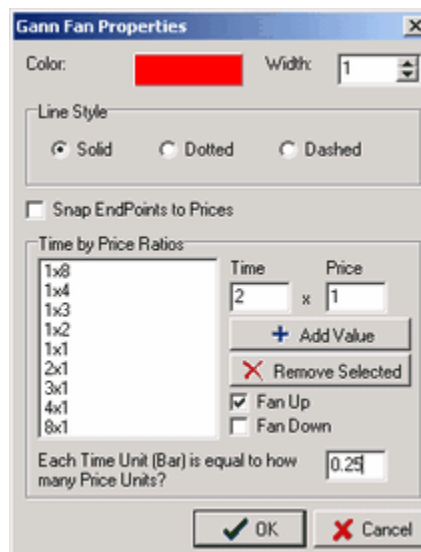 Gann Fan Properties
Color:
Width:
1
Line Style
Solid
Dotted
Dashed
Snap EndPoints to Prices
Time by Price Ratios
1x8
1x4
1x3
1x2
1x1
2x1
3x1
4x1
8x1
Time
Price
2 x 1
Add Value
Remove Selected
Fan Up
Fan Down
Each Time Unit (Bar) is equal to how
many Price Units?
0.25
OK
Cancel